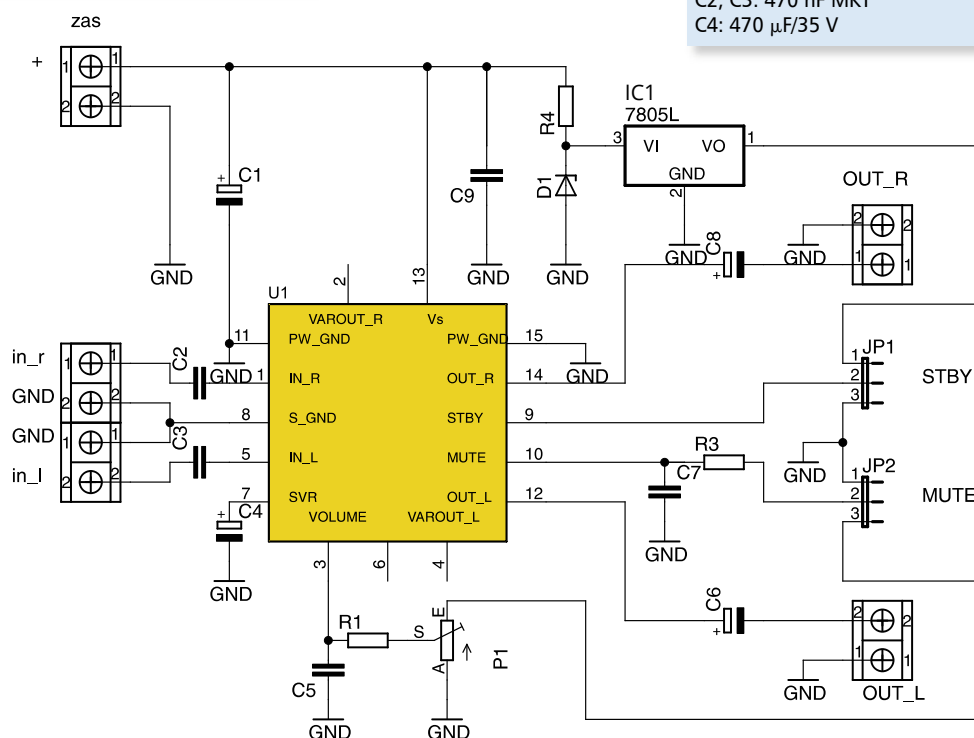 C2, C3: 470 nF MKT
C4: 470 µF/35 V
zas
+
1
1
2
2
C1
+
GND
C9
GND
R4
D1
GND
IC1
7805L
3
VI
VO
1
GND
2
GND
C8
+
GND
OUT_R
2
2
1
1
U1
2
13
VAROUT_R
Vs
11
PW_GND
PW_GND
15
GND
GND
in_r
1
1
C2
1
IN_R
OUT_R
14
GND
2
2
8
S_GND
STBY
9
GND
1
1
C3
5
IN_L
MUTE
10
in_l
2
2
7
SVR
OUT_L
12
C4
+
GND
VOLUME
VAROUT_L
3
6
4
R3
C7
GND
JP1
1
2
3
STBY
GND
JP2
1
2
3
MUTE
R1
S
E
A
P1
C5
GND
GND
C6
+
2
2
1
1
GND
OUT_L